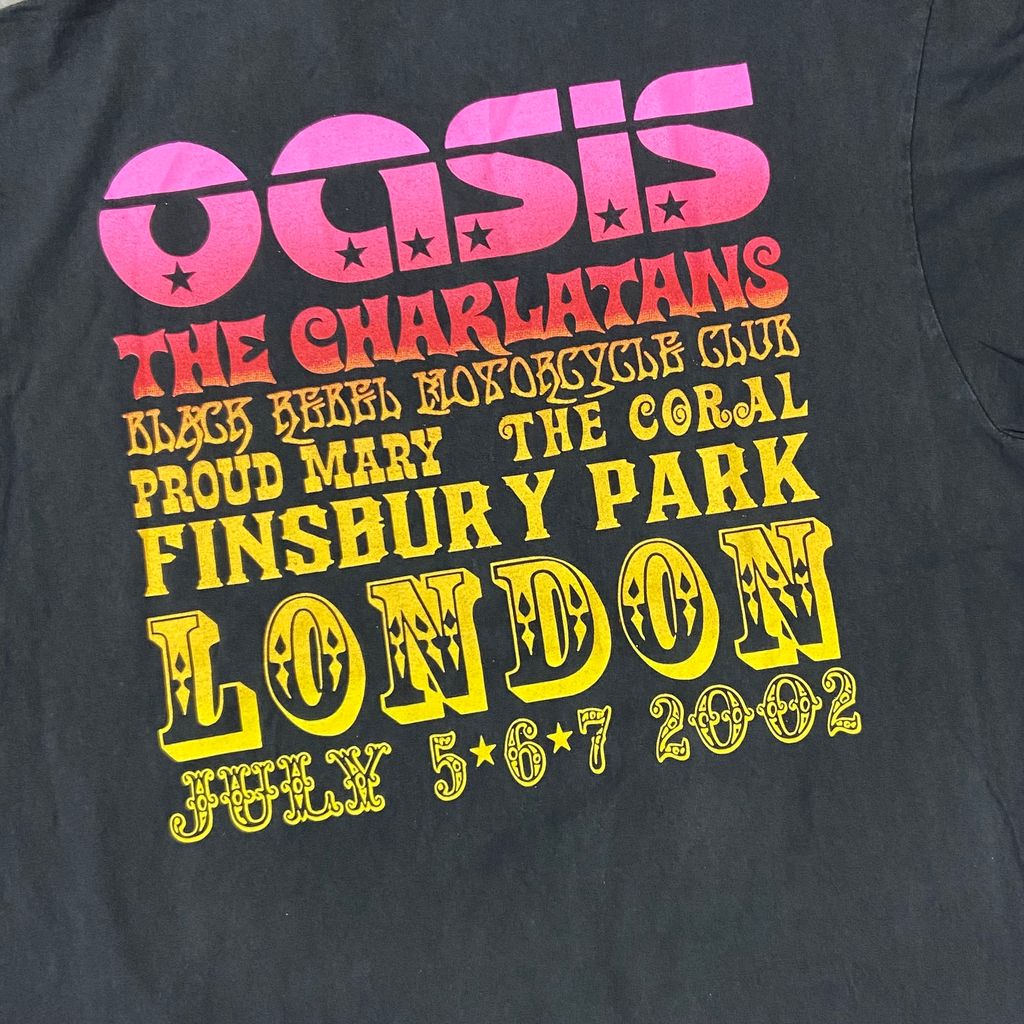 OASIS
THE CHARLATANS
BLACK REBEL MOTORCYCLE CLUB
PROUD MARY THE CORAL
FINSBURY PARK
LONDON
JULY 5★6★7 2002